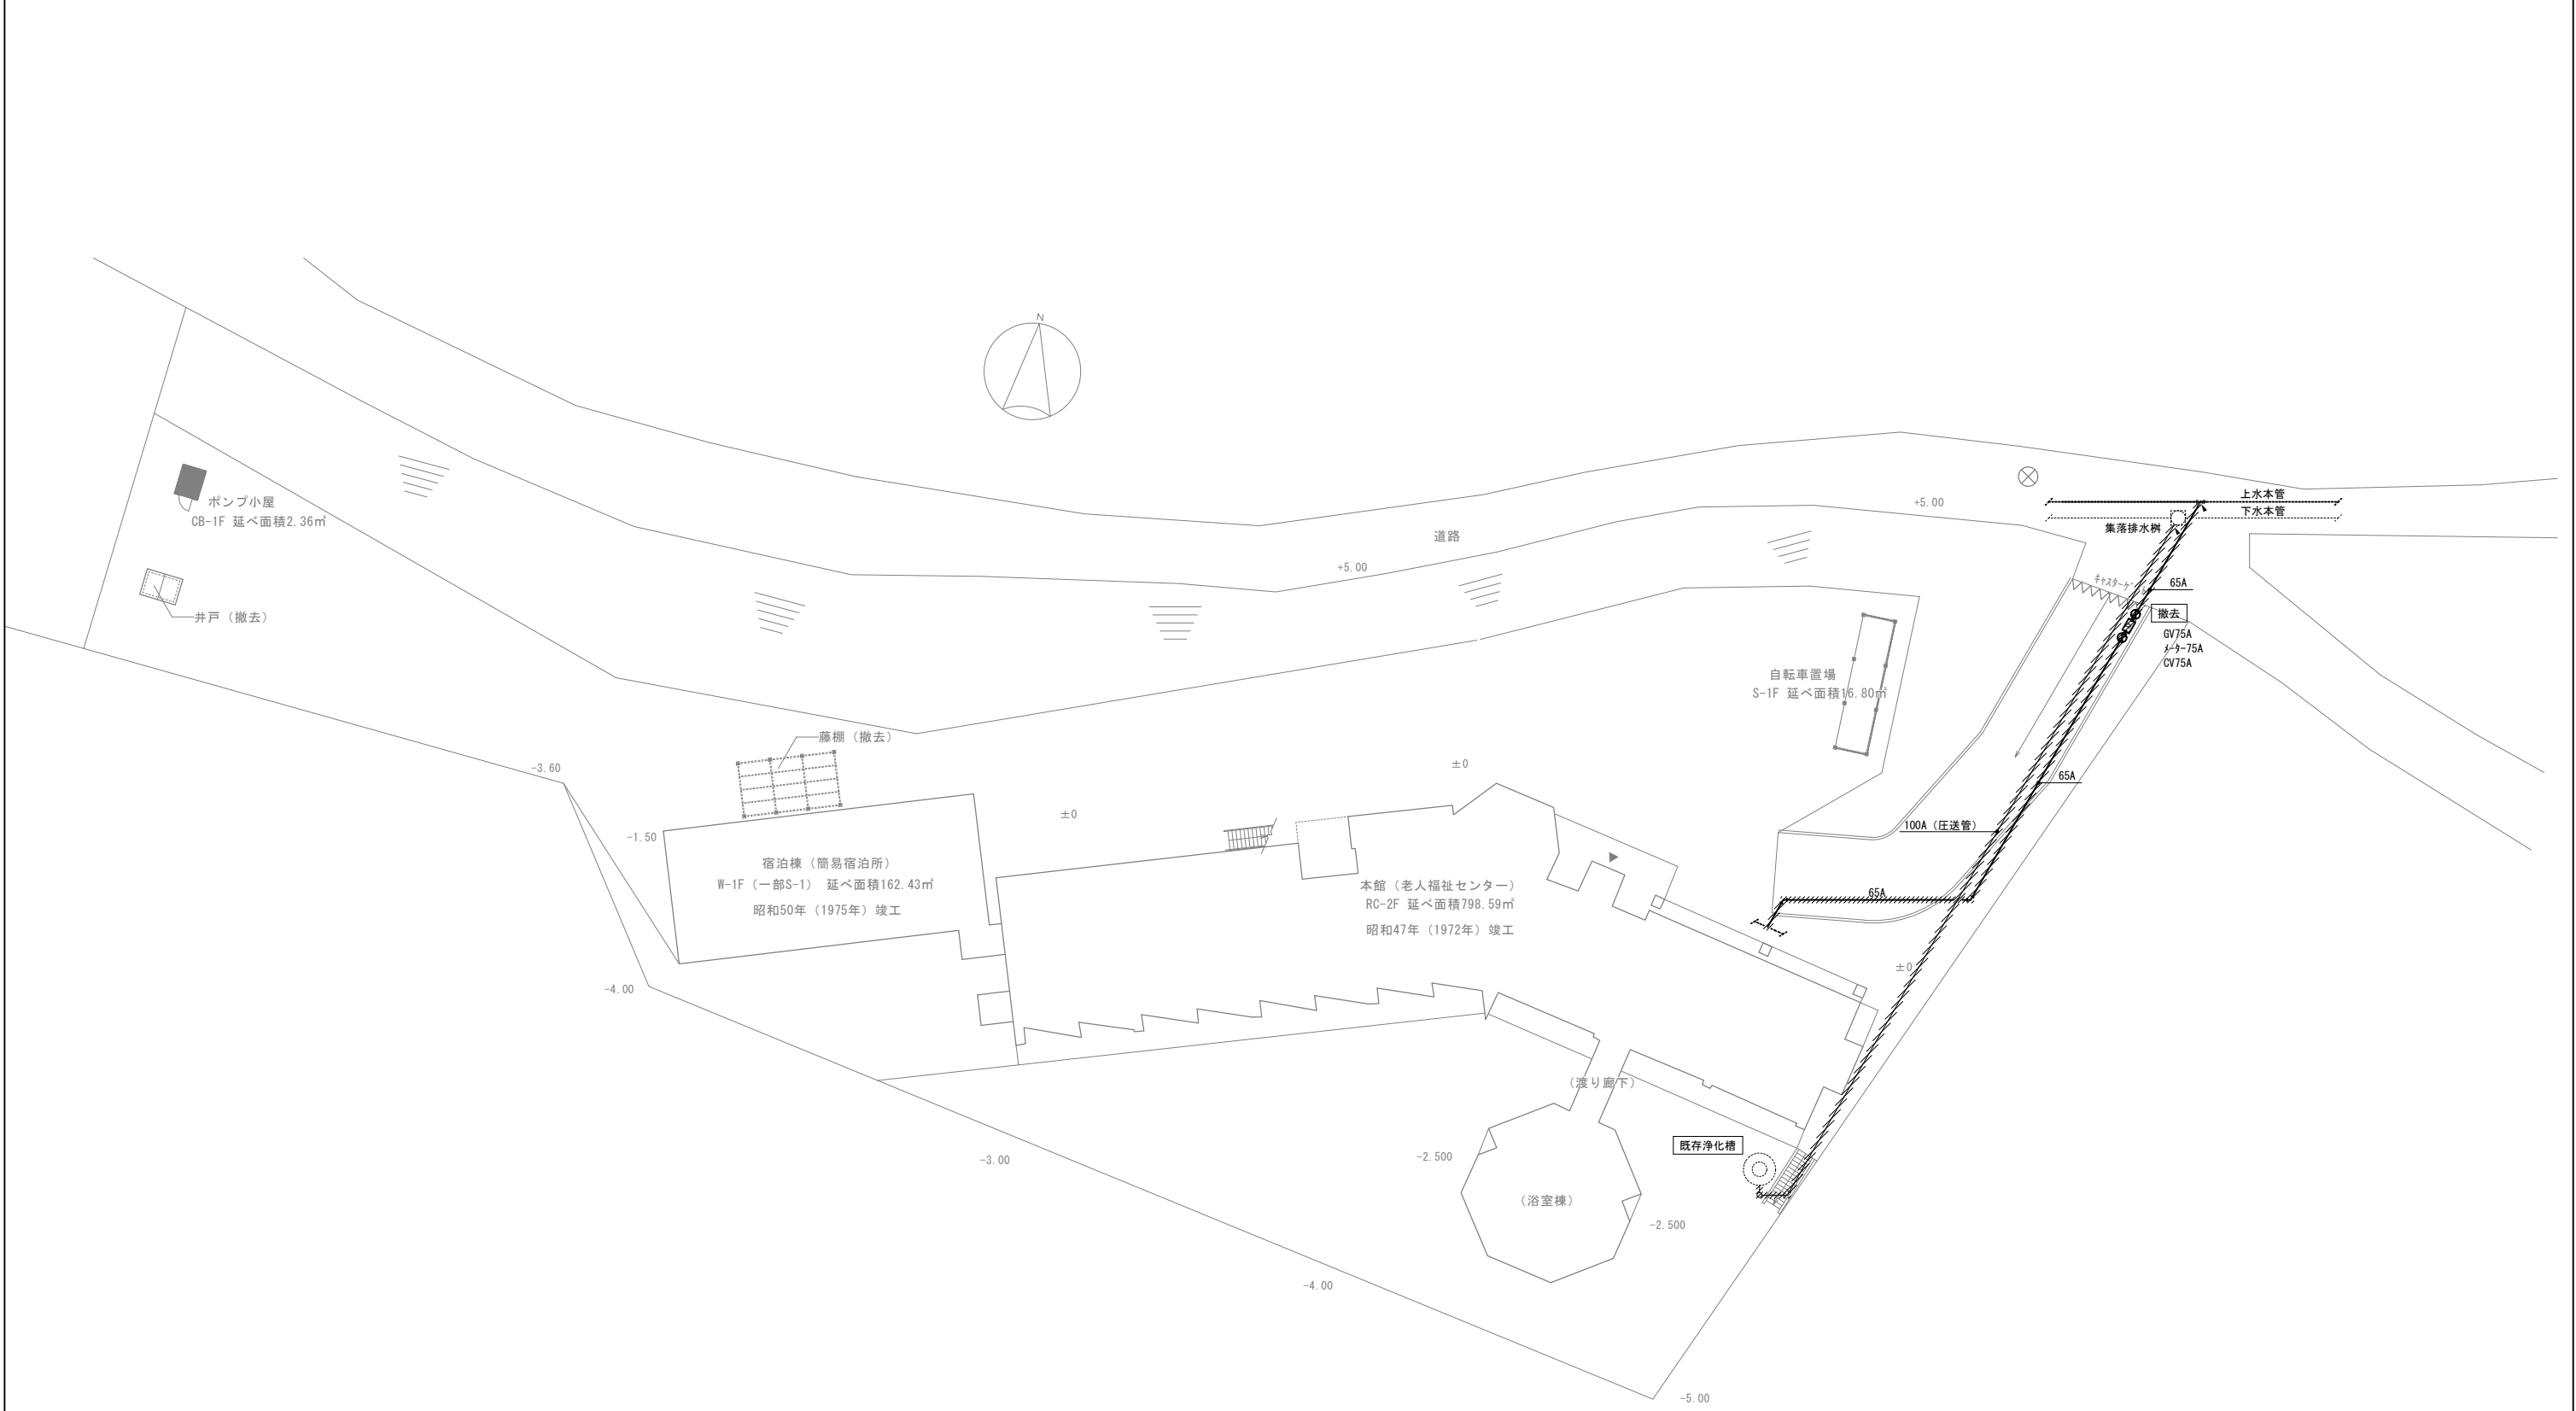 N
ポンプ小屋
CB-1F 延べ面積2.36㎡
井戸（撤去）
道路
+5.00
+5.00
上水本管
下水本管
集落排水桝
65A
撤去
GV75A
メーター75A
CV75A
自転車置場
S-1F 延べ面積16.80㎡
65A
100A（圧送管）
65A
藤棚（撤去）
-3.60
-1.50
±0
±0
宿泊棟（簡易宿泊所）
W-1F（一部S-1） 延べ面積162.43㎡
昭和50年（1975年）竣工
本館（老人福祉センター）
RC-2F 延べ面積798.59㎡
昭和47年（1972年）竣工
±0
-4.00
（渡り廊下）
既存浄化槽
-3.00
-2.500
（浴室棟）
-2.500
-4.00
-5.00